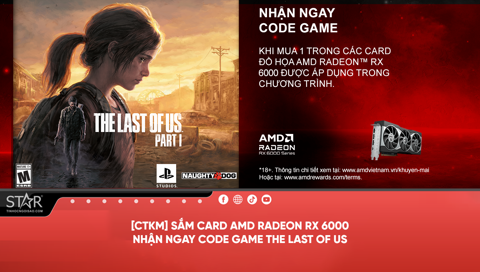 NHẬN NGAY
CODE GAME
KHI MUA 1 TRONG CÁC CARD
ĐỒ HỌA AMD RADEON™ RX
6000 ĐƯỢC ÁP DỤNG TRONG
CHƯƠNG TRÌNH.
THE LAST OF US
PART I
AMD
RADEON
RX 6000 Series
M
PlayStation
STUDIOS
NAUGHTY DOG
*18+. Thông tin chi tiết xem tại: www.amdvietnam.vn/khuyen-mai
Hoặc tại: www.amdrewards.com/terms.
STAR
[CTKM] SẮM CARD AMD RADEON RX 6000
NHẬN NGAY CODE GAME THE LAST OF US